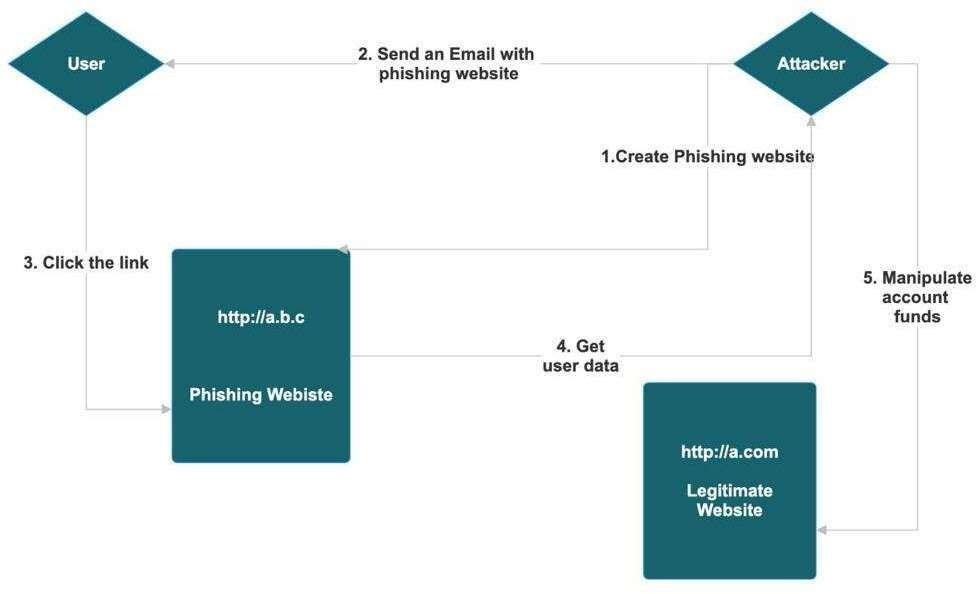 User
2. Send an Email with
phishing website
Attacker
1.Create Phishing website
3. Click the link
http://a.b.c
Phishing Webiste
4. Get
user data
5. Manipulate
account
funds
http://a.com
Legitimate
Website